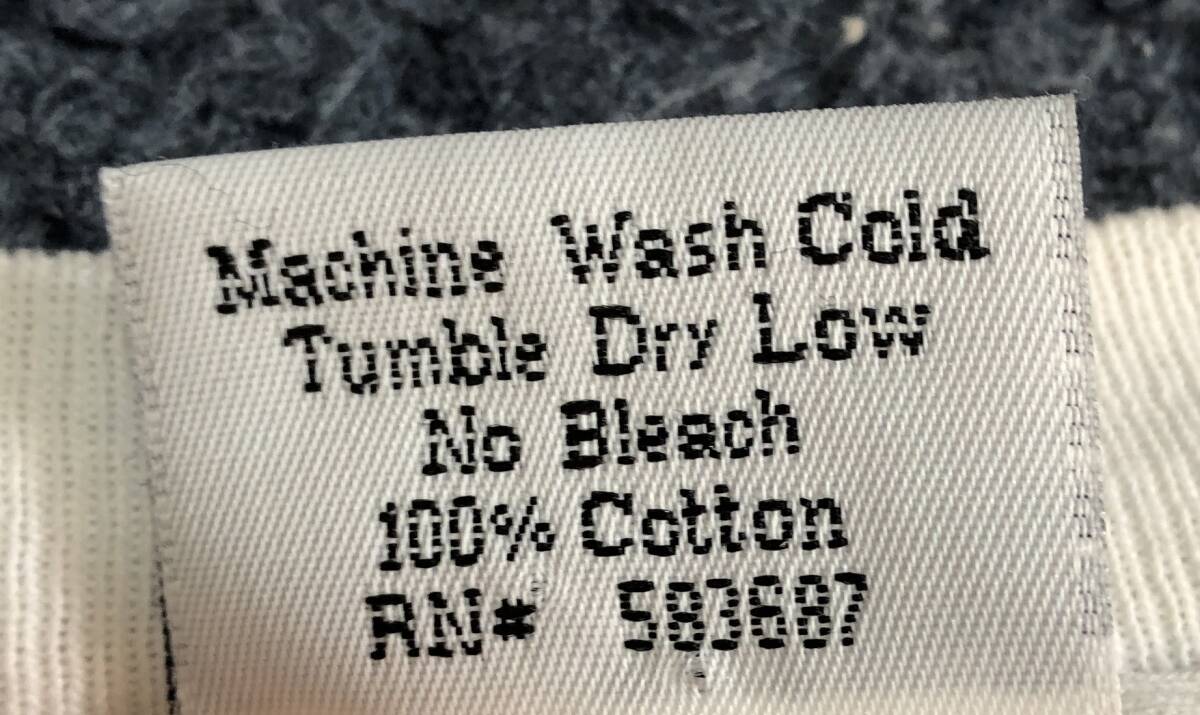 Machine Wash Cold
Tumble Dry Low
No Bleach
100% Cotton
RN# 583687